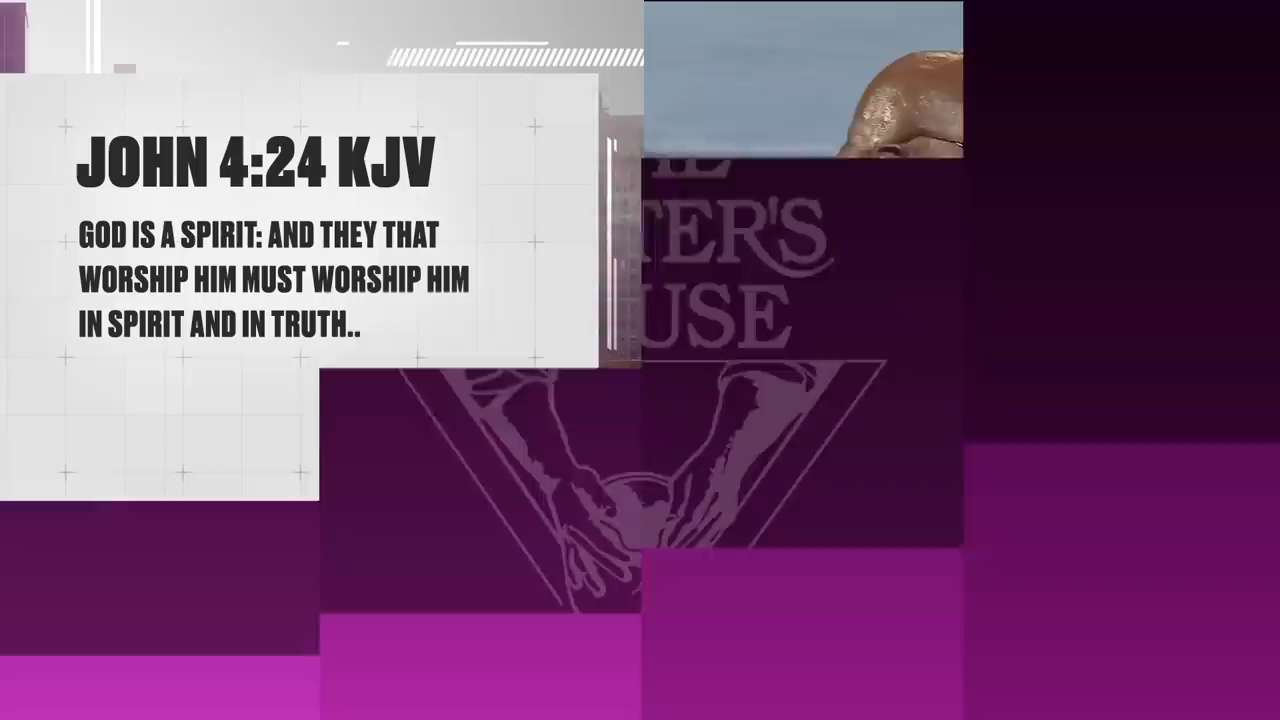 JOHN 4:24 KJV
GOD IS A SPIRIT: AND THEY THAT
WORSHIP HIM MUST WORSHIP HIM
IN SPIRIT AND IN TRUTH..